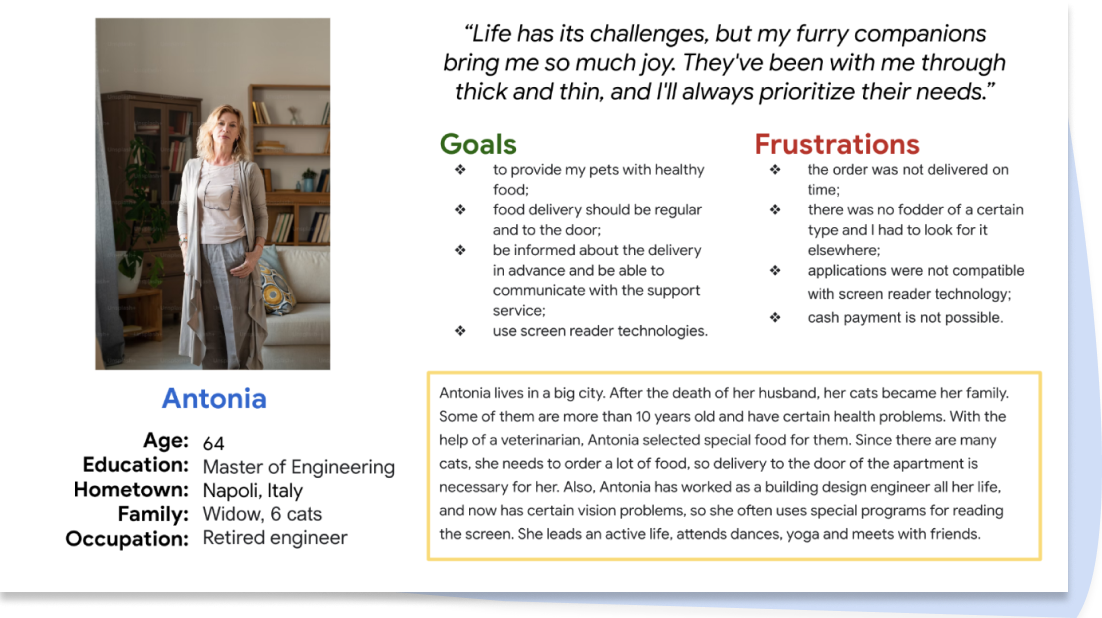 “Life has its challenges, but my furry companions
bring me so much joy. They've been with me through
thick and thin, and I'll always prioritize their needs.”
Goals
❖ to provide my pets with healthy
food;
❖ food delivery should be regular
and to the door;
❖ be informed about the delivery
in advance and be able to
communicate with the support
service;
❖ use screen reader technologies.
Frustrations
❖ the order was not delivered on
time;
❖ there was no fodder of a certain
type and I had to look for it
elsewhere;
❖ applications were not compatible
with screen reader technology;
❖ cash payment is not possible.
Antonia
Age: 64
Education: Master of Engineering
Hometown: Napoli, Italy
Family: Widow, 6 cats
Occupation: Retired engineer
Antonia lives in a big city. After the death of her husband, her cats became her family.
Some of them are more than 10 years old and have certain health problems. With the
help of a veterinarian, Antonia selected special food for them. Since there are many
cats, she needs to order a lot of food, so delivery to the door of the apartment is
necessary for her. Also, Antonia has worked as a building design engineer all her life,
and now has certain vision problems, so she often uses special programs for reading
the screen. She leads an active life, attends dances, yoga and meets with friends.